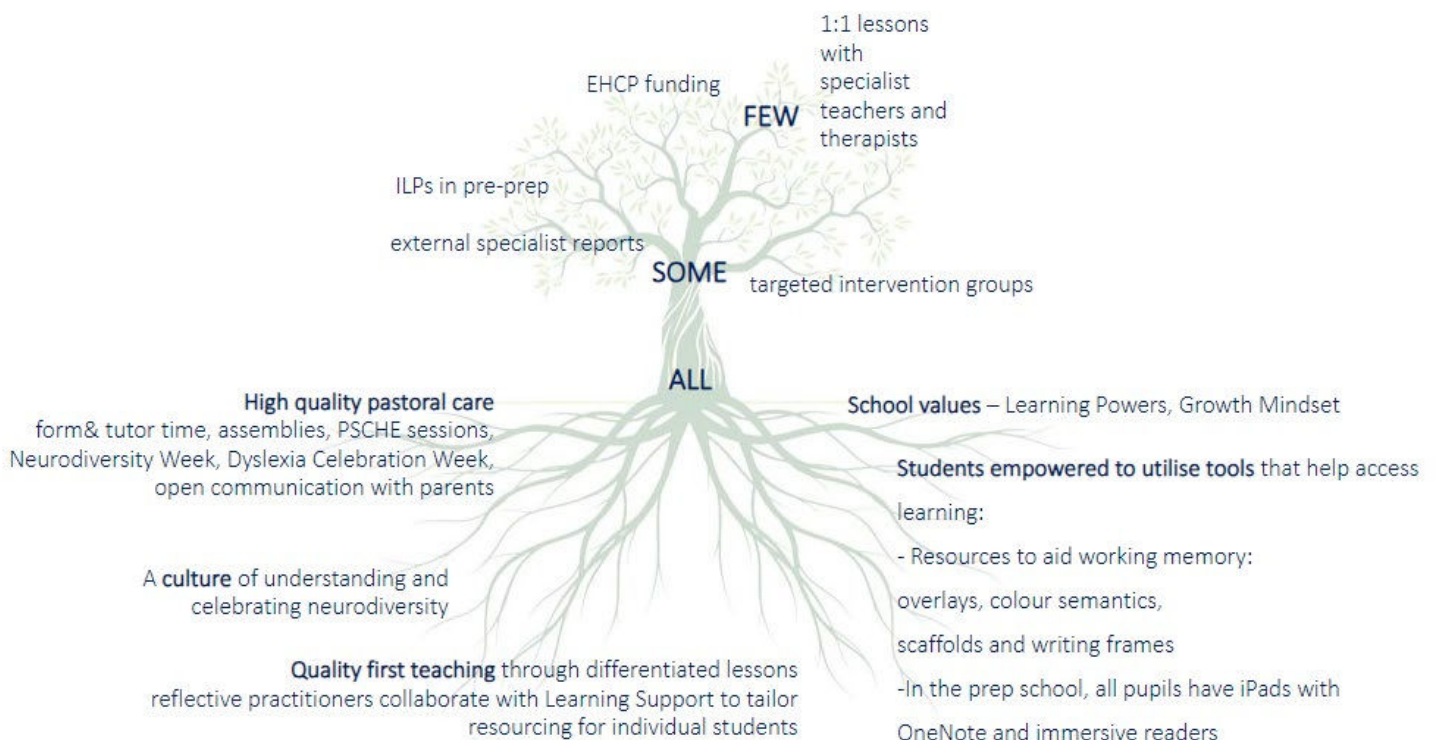 1:1 lessons
with
specialist
teachers and
therapists
EHCP funding
FEW
ILPs in pre-prep
external specialist reports
SOME
targeted intervention groups
ALL
High quality pastoral care
form& tutor time, assemblies, PSCHE sessions,
Neurodiversity Week, Dyslexia Celebration Week,
open communication with parents
School values – Learning Powers, Growth Mindset
Students empowered to utilise tools that help access
learning:
- Resources to aid working memory:
overlays, colour semantics,
scaffolds and writing frames
-In the prep school, all pupils have iPads with
OneNote and immersive readers
A culture of understanding and
celebrating neurodiversity
Quality first teaching through differentiated lessons
reflective practitioners collaborate with Learning Support to tailor
resourcing for individual students